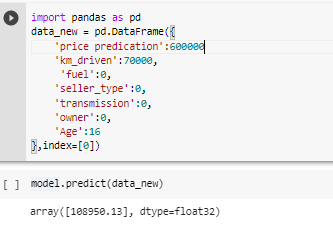 import pandas as pd
data_new = pd.DataFrame({
'price predication':600000
'km_driven':70000,
'fuel':0,
'seller_type':0,
'transmission':0,
'owner':0,
'Age':16
},index=[0])
[ ] model.predict(data_new)
array([108950.13], dtype=float32)